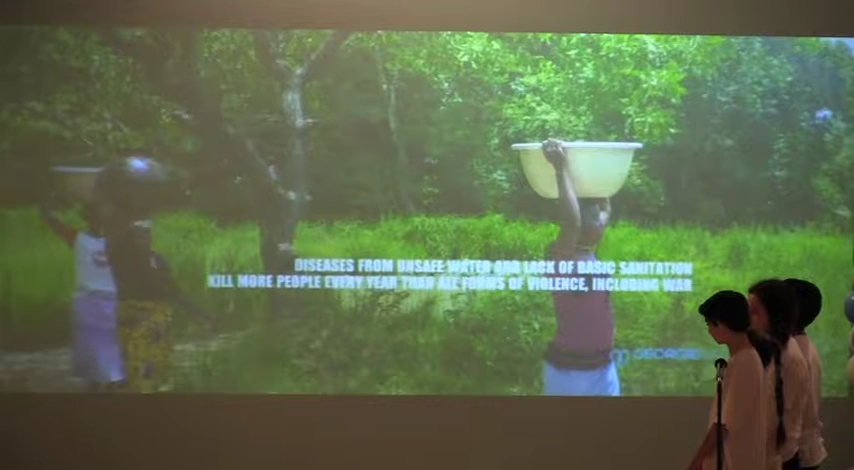 DISEASES FROM UNSAFE WATER AND LACK OF BASIC SANITATION
KILL MORE PEOPLE EVERY YEAR THAN ALL FORMS OF VIOLENCE, INCLUDING WAR